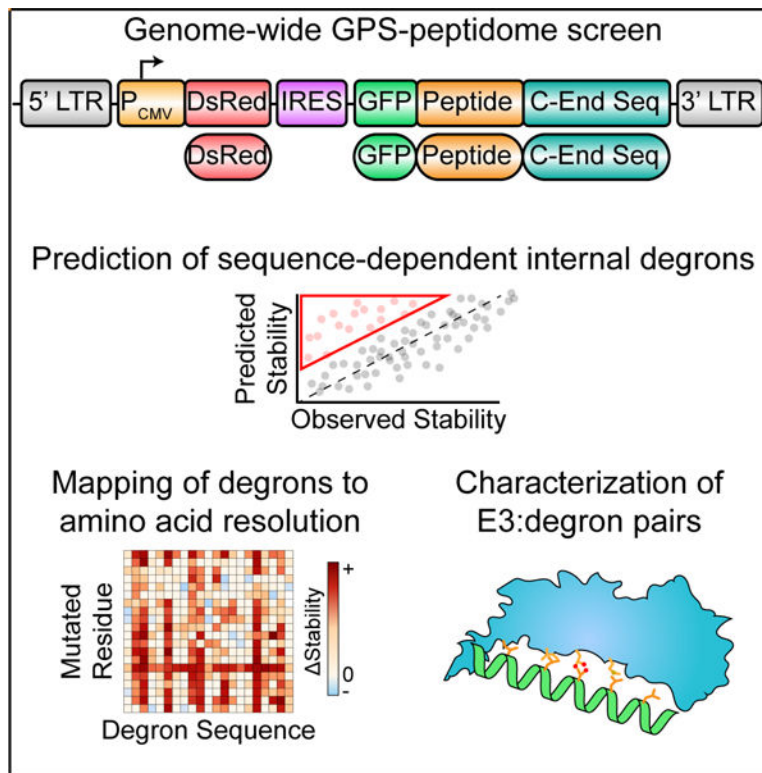 Genome-wide GPS-peptidome screen
5' LTR P CMV DsRed IRES GFP Peptide C-End Seq 3' LTR
DsRed GFP Peptide C-End Seq
Prediction of sequence-dependent internal degrons
Predicted
Stability
Observed Stability
Mapping of degrons to
amino acid resolution
Mutated
Residue
Degron Sequence
+
ΔStability
0
-
Characterization of
E3:degron pairs